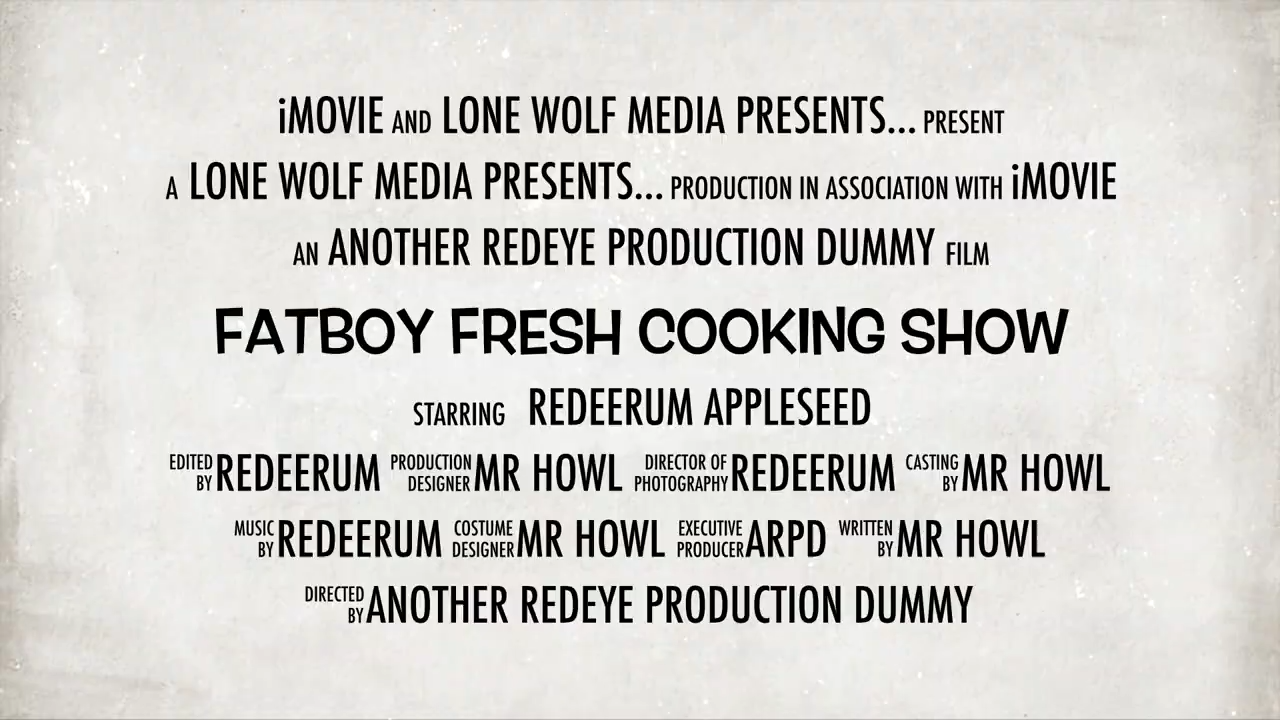 iMOVIE AND LONE WOLF MEDIA PRESENTS... PRESENT
A LONE WOLF MEDIA PRESENTS... PRODUCTION IN ASSOCIATION WITH iMOVIE
AN ANOTHER REDEYE PRODUCTION DUMMY FILM
FATBOY FRESH COOKING SHOW
STARRING REDEERUM APPLESEED
EDITED BY REDEERUM PRODUCTION DESIGNER MR HOWL DIRECTOR OF PHOTOGRAPHY REDEERUM CASTING BY MR HOWL
MUSIC BY REDEERUM COSTUME DESIGNER MR HOWL EXECUTIVE PRODUCER ARPD WRITTEN BY MR HOWL
DIRECTED BY ANOTHER REDEYE PRODUCTION DUMMY